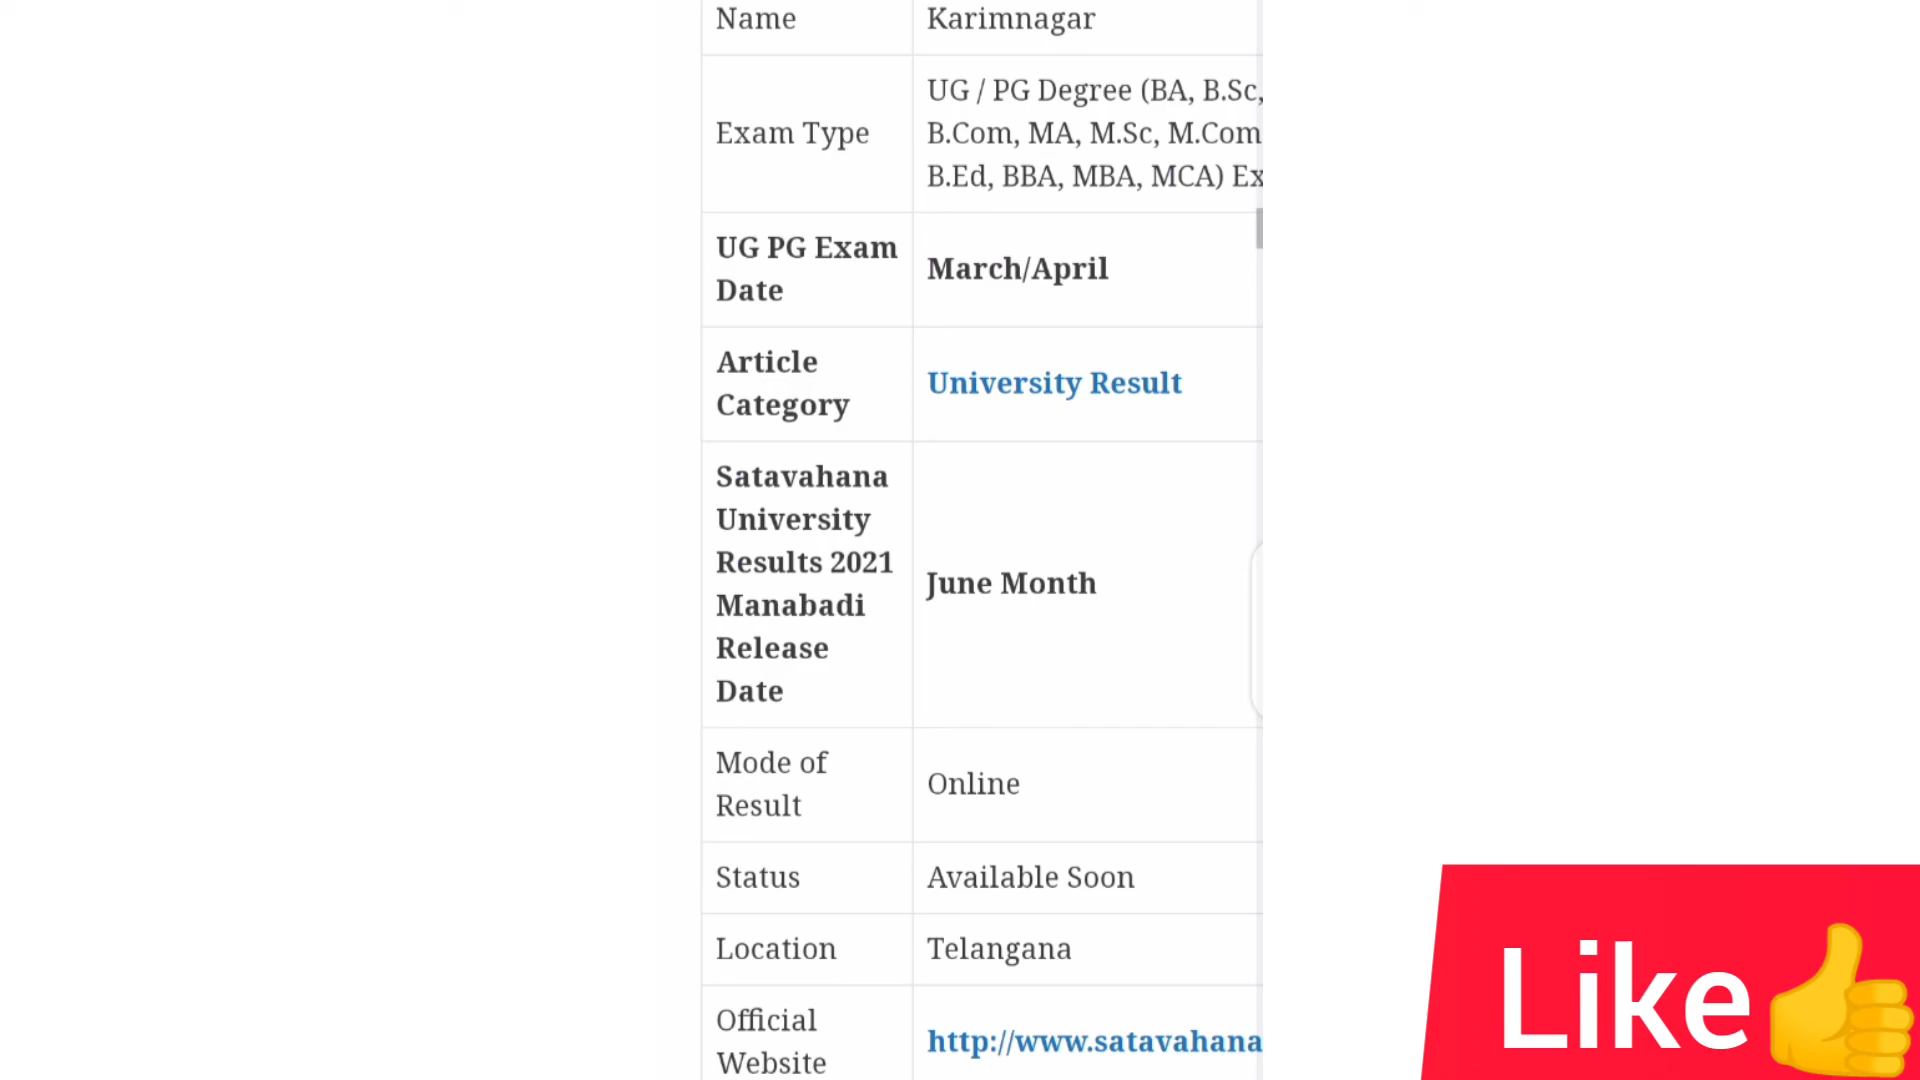 Name Karimnagar
UG / PG Degree (BA, B.Sc,
Exam Type B.Com, MA, M.Sc, M.Com
B.Ed, BBA, MBA, MCA) Ex
UG PG Exam
Date
March/April
Article
Category
University Result
Satavahana
University
Results 2021
Manabadi
Release
Date
June Month
Mode of
Result
Online
Status Available Soon
Location Telangana
Official
Website
http://www.satavahana
Like